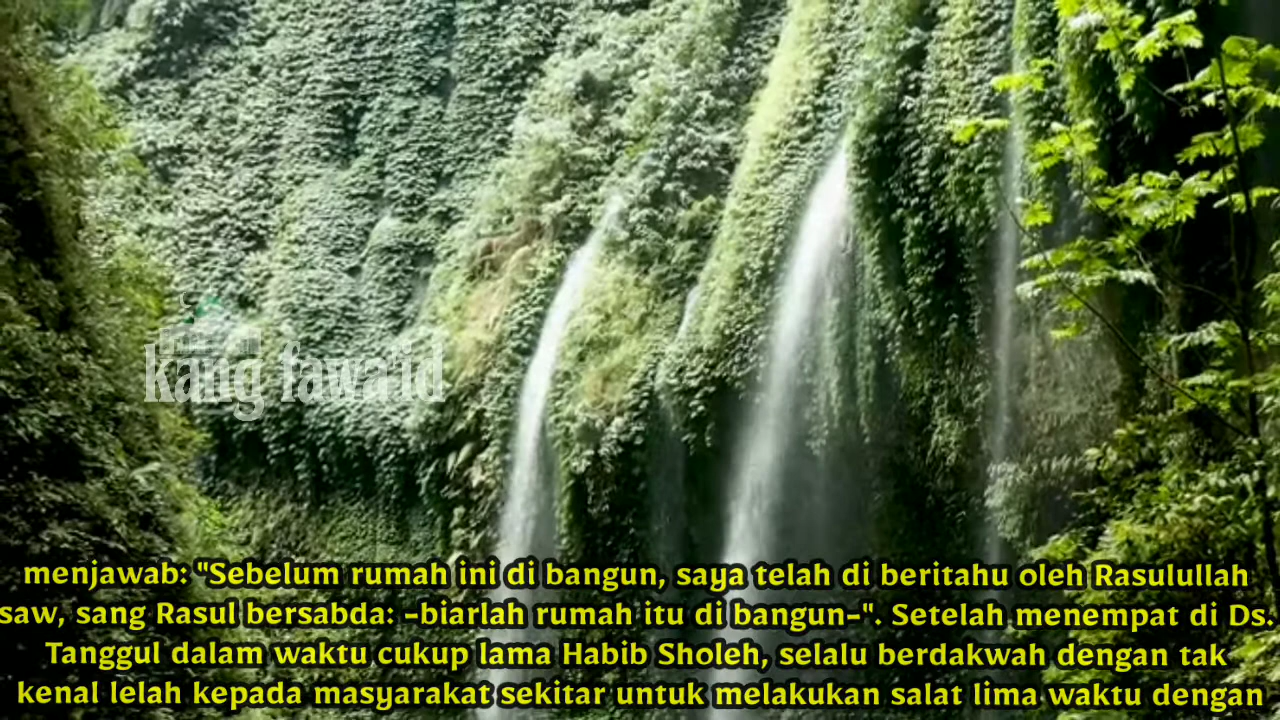 kang fawa'id
menjawab: "Sebelum rumah ini di bangun, saya telah di beritahu oleh Rasulullah
saw, sang Rasul bersabda: -biarlah rumah itu di bangun-". Setelah menempat di Ds.
Tanggul dalam waktu cukup lama Habib Sholeh, selalu berdakwah dengan tak
kenal lelah kepada masyarakat sekitar untuk melakukan salat lima waktu dengan